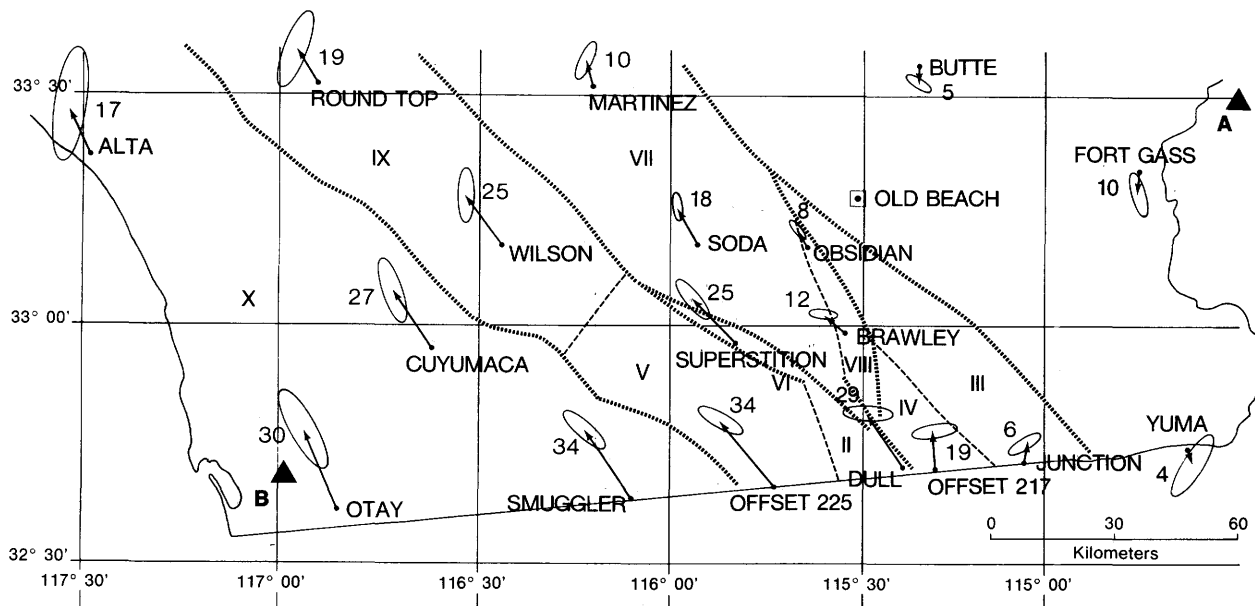 19
10
BUTTE
5
33° 30'
ROUND TOP
MARTINEZ
17
A
ALTA
IX
VII
FORT GASS
10
25
18
8
OLD BEACH
WILSON
SODA
OBSIDIAN
X
27
25
12
33° 00'
BRAWLEY
CUYUMACA
SUPERSTITION
V
VI
VIII
III
29
IV
34
30
34
6
YUMA
II
19
JUNCTION
4
B
DULL
OFFSET 217
OTAY
SMUGGLER
OFFSET 225
0 30 60
Kilometers
32° 30'
117° 30' 117° 00' 116° 30' 116° 00' 115° 30' 115° 00'